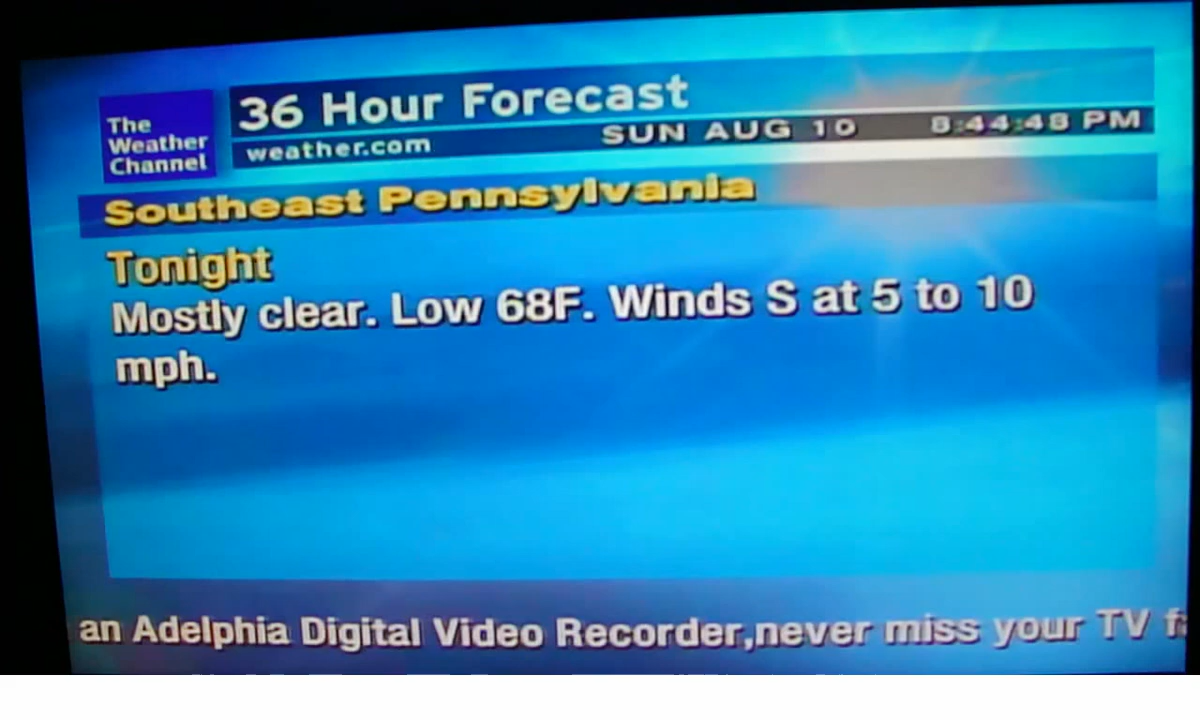 The
Weather
Channel
36 Hour Forecast
weather.com
SUN AUG 10 8:44:48 PM
Southeast Pennsylvania
Tonight
Mostly clear. Low 68F. Winds S at 5 to 10
mph.
an Adelphia Digital Video Recorder,never miss your TV